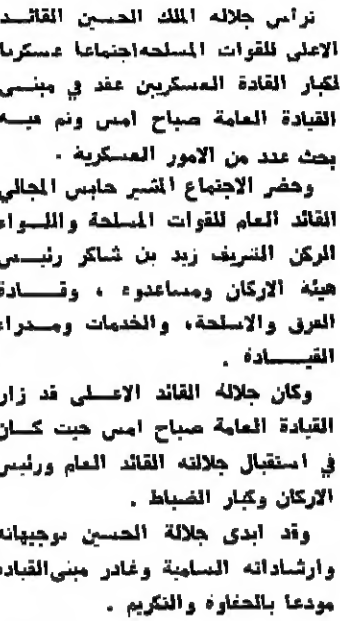 ترأس جلالة الملك الحسين القائد
الاعلى للقوات المسلحه اجتماعا عسكريا
لكبار القادة العسكريين عقد في مبنى
القيادة العامة صباح امس وتم فيه
بحث عدد من الامور العسكرية .
وحضر الاجتماع المشير حابس المجالي
القائد العام للقوات المسلحة واللواء
الركن الشريف زيد بن شاكر رئيس
هيئة الاركان ومساعدوه ، وقادة
الفرق والاسلحة، والخدمات ومدراء
القيادة .
وكان جلالة القائد الاعلى قد زار
القيادة العامة صباح امس حيث كان
في استقبال جلالته القائد العام ورئيس
الاركان وكبار الضباط .
وقد ابدى جلالة الحسين توجيهاته
وارشاداته السامية وغادر مبنى القيادة
مودعا بالحفاوة والتكريم .